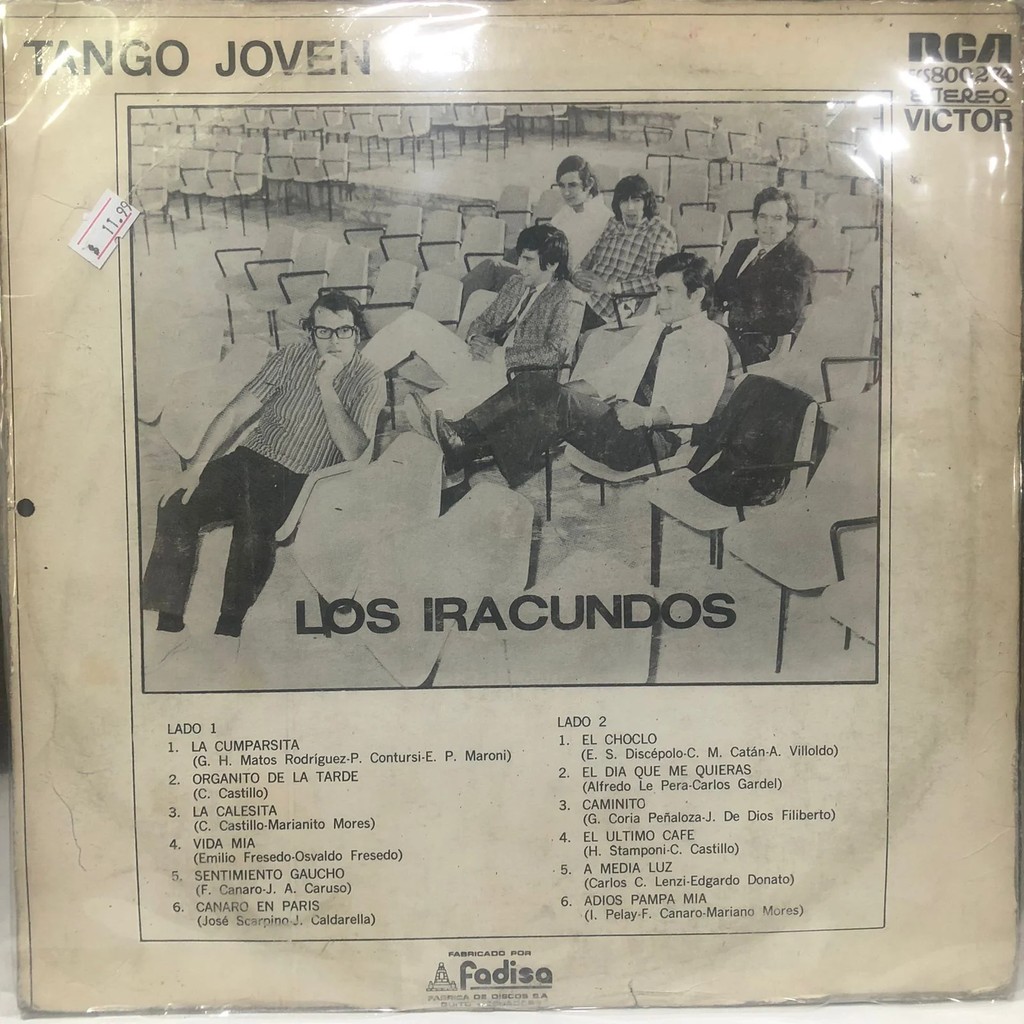 TANGO JOVEN
RCA
ESTEREO
VICTOR
$ 11.99
LOS IRACUNDOS
LADO 1
1. LA CUMPARSITA
(G. H. Matos Rodríguez-P. Contursi-E. P. Maroni)
2. ORGANITO DE LA TARDE
(C. Castillo)
3. LA CALESITA
(C. Castillo-Marianito Mores)
4. VIDA MIA
(Emilio Fresedo-Osvaldo Fresedo)
5. SENTIMIENTO GAUCHO
(F. Canaro-J. A. Caruso)
6. CANARO EN PARIS
(José Scarpino-J. Caldarella)
LADO 2
1. EL CHOCLO
(E. S. Discépolo-C. M. Catán-A. Villoldo)
2. EL DIA QUE ME QUIERAS
(Alfredo Le Pera-Carlos Gardel)
3. CAMINITO
(G. Coria Peñaloza-J. De Dios Filiberto)
4. EL ULTIMO CAFE
(H. Stamponi-C. Castillo)
5. A MEDIA LUZ
(Carlos C. Lenzi-Edgardo Donato)
6. ADIOS PAMPA MIA
(I. Pelay-F. Canaro-Mariano Mores)
FABRICADO POR
fadisa
FABRICA DE DISCOS S.A